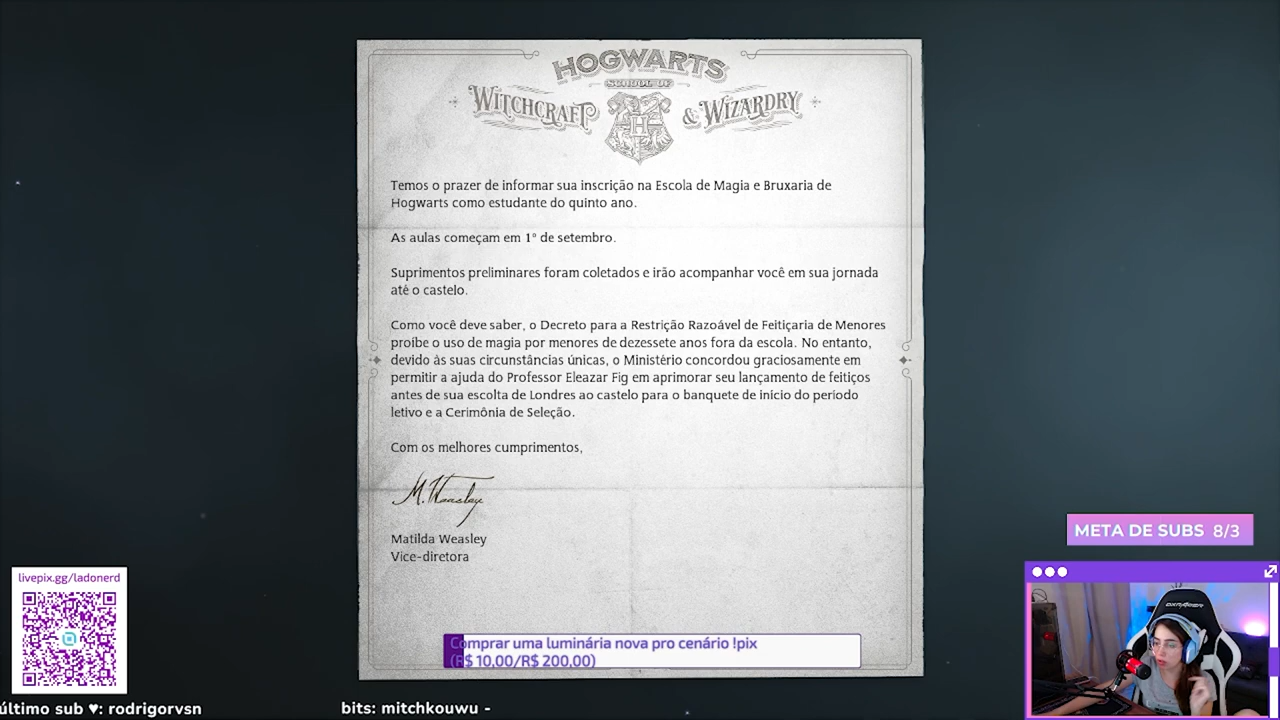 HOGWARTS
SCHOOL OF
WITCHCRAFT & WIZARDRY
H
Temos o prazer de informar sua inscrição na Escola de Magia e Bruxaria de
Hogwarts como estudante do quinto ano.
As aulas começam em 1º de setembro.
Suprimentos preliminares foram coletados e irão acompanhar você em sua jornada
até o castelo.
Como você deve saber, o Decreto para a Restrição Razoável de Feitiçaria de Menores
proíbe o uso de magia por menores de dezessete anos fora da escola. No entanto,
devido às suas circunstâncias únicas, o Ministério concordou graciosamente em
permitir a ajuda do Professor Eleazar Fig em aprimorar seu lançamento de feitiços
antes de sua escolta de Londres ao castelo para o banquete de início do período
letivo e a Cerimônia de Seleção.
Com os melhores cumprimentos,
M. Weasley
Matilda Weasley
Vice-diretora
META DE SUBS 8/3
livepix.gg/ladonerd
DXRACER
Comprar uma luminária nova pro cenário !pix
(R$ 10,00/R$ 200,00)
último sub ♥: rodrigorvsn
bits: mitchkouwu -